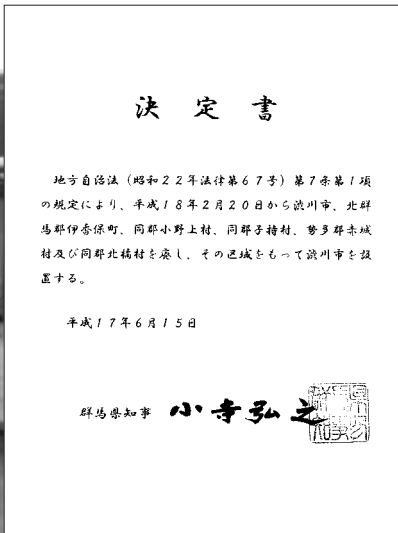 決定書
地方自治法（昭和２２年法律第６７号）第７条第１項
の規定により、平成１８年２月２０日から渋川市、北群
馬郡伊香保町、同郡小野上村、同郡子持村、勢多郡赤城
村及び同郡北橘村を廃し、その区域をもって渋川市を設
置する。
平成１７年６月１５日
群馬県知事 小寺弘之